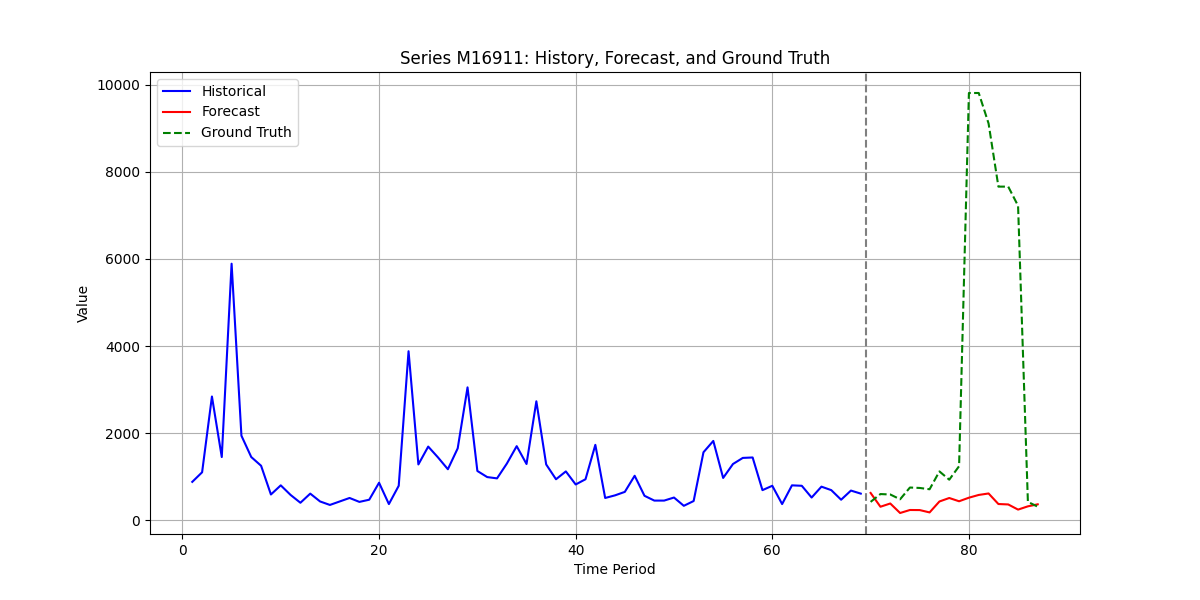 Series M16911: History, Forecast, and Ground Truth
Historical
Forecast
Ground Truth
10000
8000
6000
4000
2000
0
Value
0 20 40 60 80
Time Period